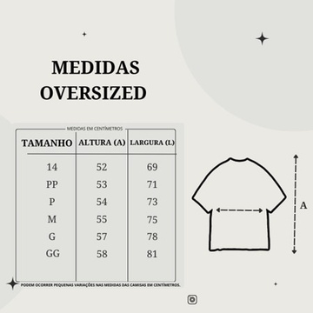 MEDIDAS
OVERSIZED
MEDIDAS EM CENTÍMETROS
TAMANHO ALTURA (A) LARGURA (L)
14 52 69
PP 53 71
P 54 73
M 55 75
G 57 78
GG 58 81
A
PODEM OCORRER PEQUENAS VARIAÇÕES NAS MEDIDAS DAS CAMISAS EM CENTÍMETROS.